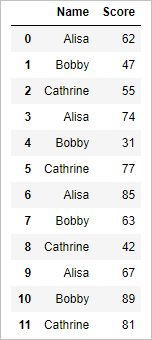 Name Score
0 Alisa 62
1 Bobby 47
2 Cathrine 55
3 Alisa 74
4 Bobby 31
5 Cathrine 77
6 Alisa 85
7 Bobby 63
8 Cathrine 42
9 Alisa 67
10 Bobby 89
11 Cathrine 81